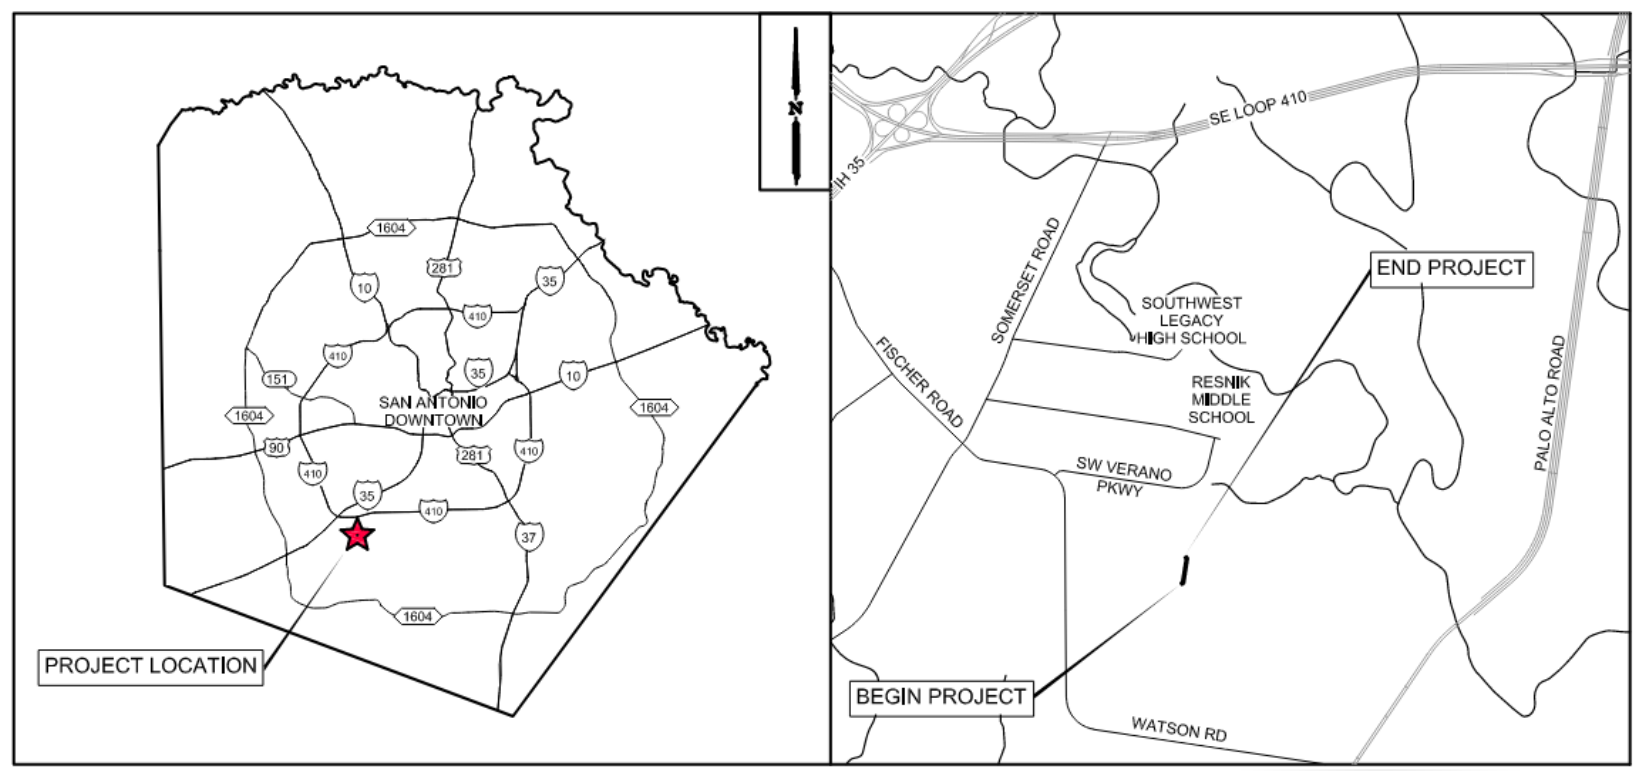 N
1604
281
10
35
410
410
35
10
151
SAN ANTONIO
DOWNTOWN
1604
1604
90
281
410
410
35
410
37
1604
PROJECT LOCATION
SE LOOP 410
IH 35
SOMERSET ROAD
END PROJECT
SOUTHWEST
LEGACY
HIGH SCHOOL
FISCHER ROAD
RESNIK
MIDDLE
SCHOOL
PALO ALTO ROAD
SW VERANO
PKWY
BEGIN PROJECT
WATSON RD